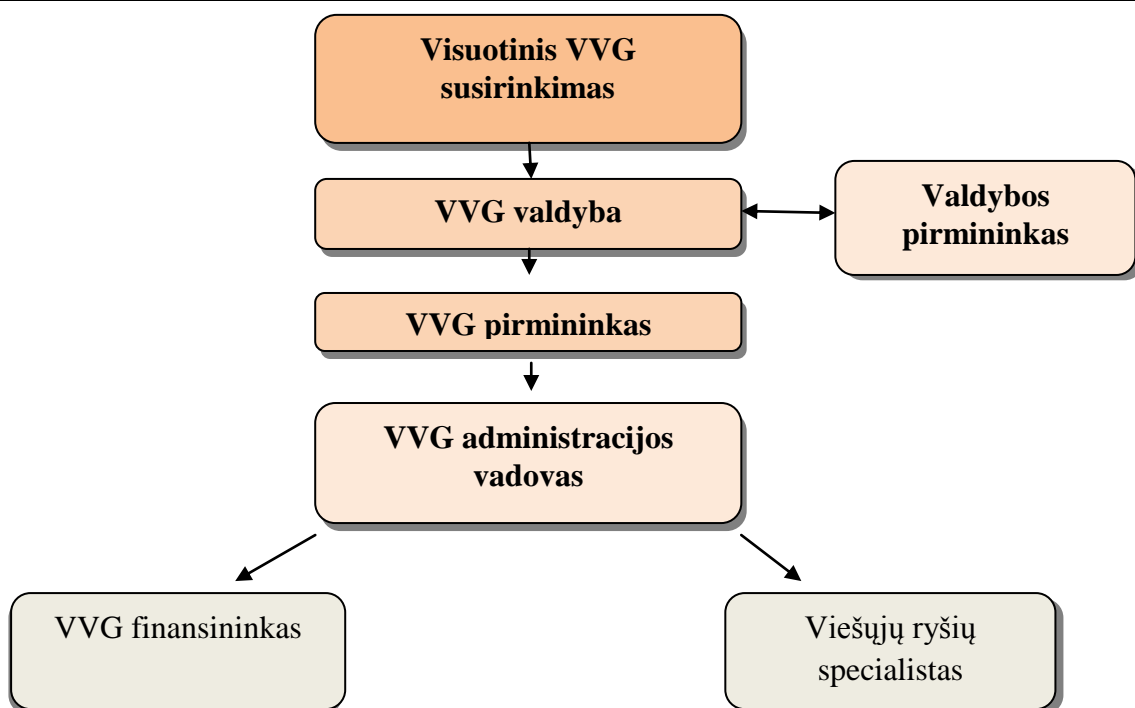 Visuotinis VVG
susirinkimas
VVG valdyba
Valdybos
pirmininkas
VVG pirmininkas
VVG administracijos
vadovas
VVG finansininkas
Viešųjų ryšių
specialistas